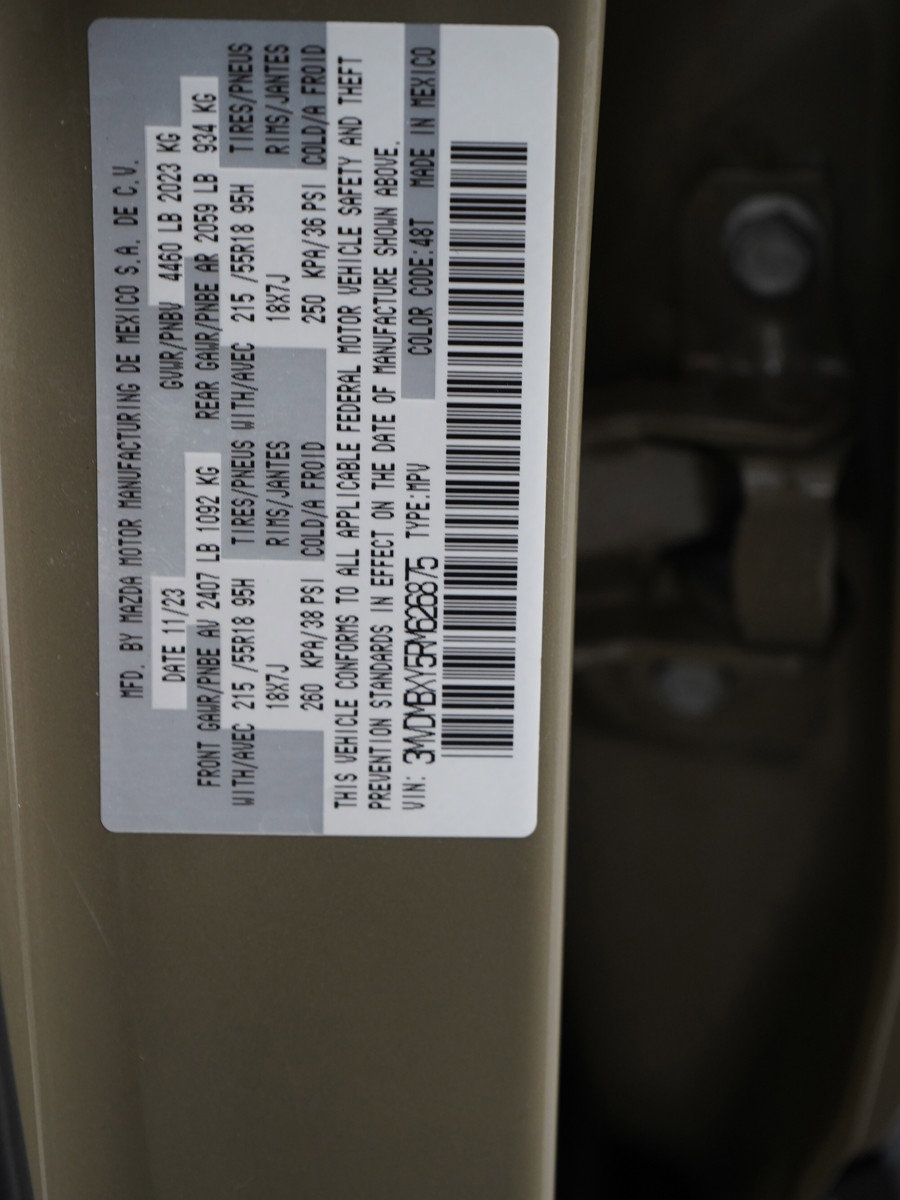 MFD. BY MAZDA MOTOR MANUFACTURING DE MEXICO S.A. DE C.V.
DATE 11/23 GVWR/PNBV 4460 LB 2023 KG
FRONT GAWR/PNBE AV 2407 LB 1092 KG REAR GAWR/PNBE AR 2059 LB 934 KG
WITH/AVEC 215 /55R18 95H TIRES/PNEUS WITH/AVEC 215 /55R18 95H TIRES/PNEUS
18X7J RIMS/JANTES 18X7J RIMS/JANTES
260 KPA/38 PSI COLD/A FROID 250 KPA/36 PSI COLD/A FROID
THIS VEHICLE CONFORMS TO ALL APPLICABLE FEDERAL MOTOR VEHICLE SAFETY AND THEFT
PREVENTION STANDARDS IN EFFECT ON THE DATE OF MANUFACTURE SHOWN ABOVE.
VIN: 3MVDMBXY5RM626875 TYPE:MPV COLOR CODE:48T MADE IN MEXICO